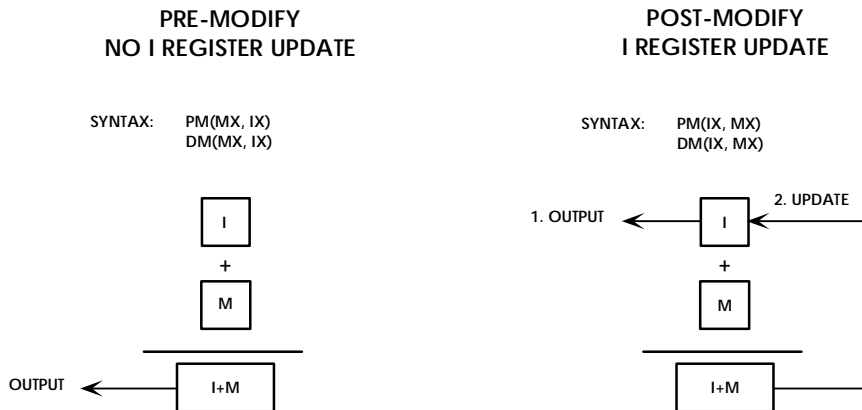 PRE-MODIFY
NO I REGISTER UPDATE
SYNTAX: PM(MX, IX)
DM(MX, IX)
I
+
M
OUTPUT
I+M
POST-MODIFY
I REGISTER UPDATE
SYNTAX: PM(IX, MX)
DM(IX, MX)
1. OUTPUT
I
2. UPDATE
+
M
I+M